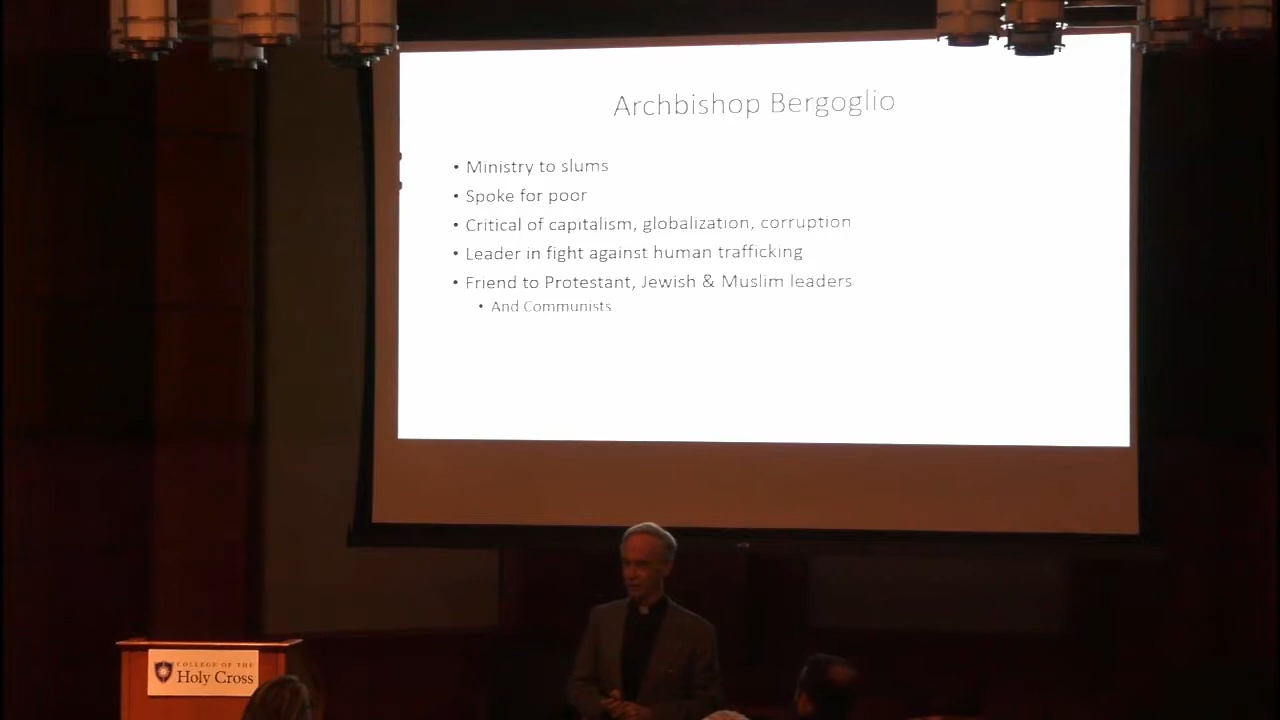 Archbishop Bergoglio
• Ministry to slums
• Spoke for poor
• Critical of capitalism, globalization, corruption
• Leader in fight against human trafficking
• Friend to Protestant, Jewish & Muslim leaders
• And Communists
COLLEGE OF THE
Holy Cross